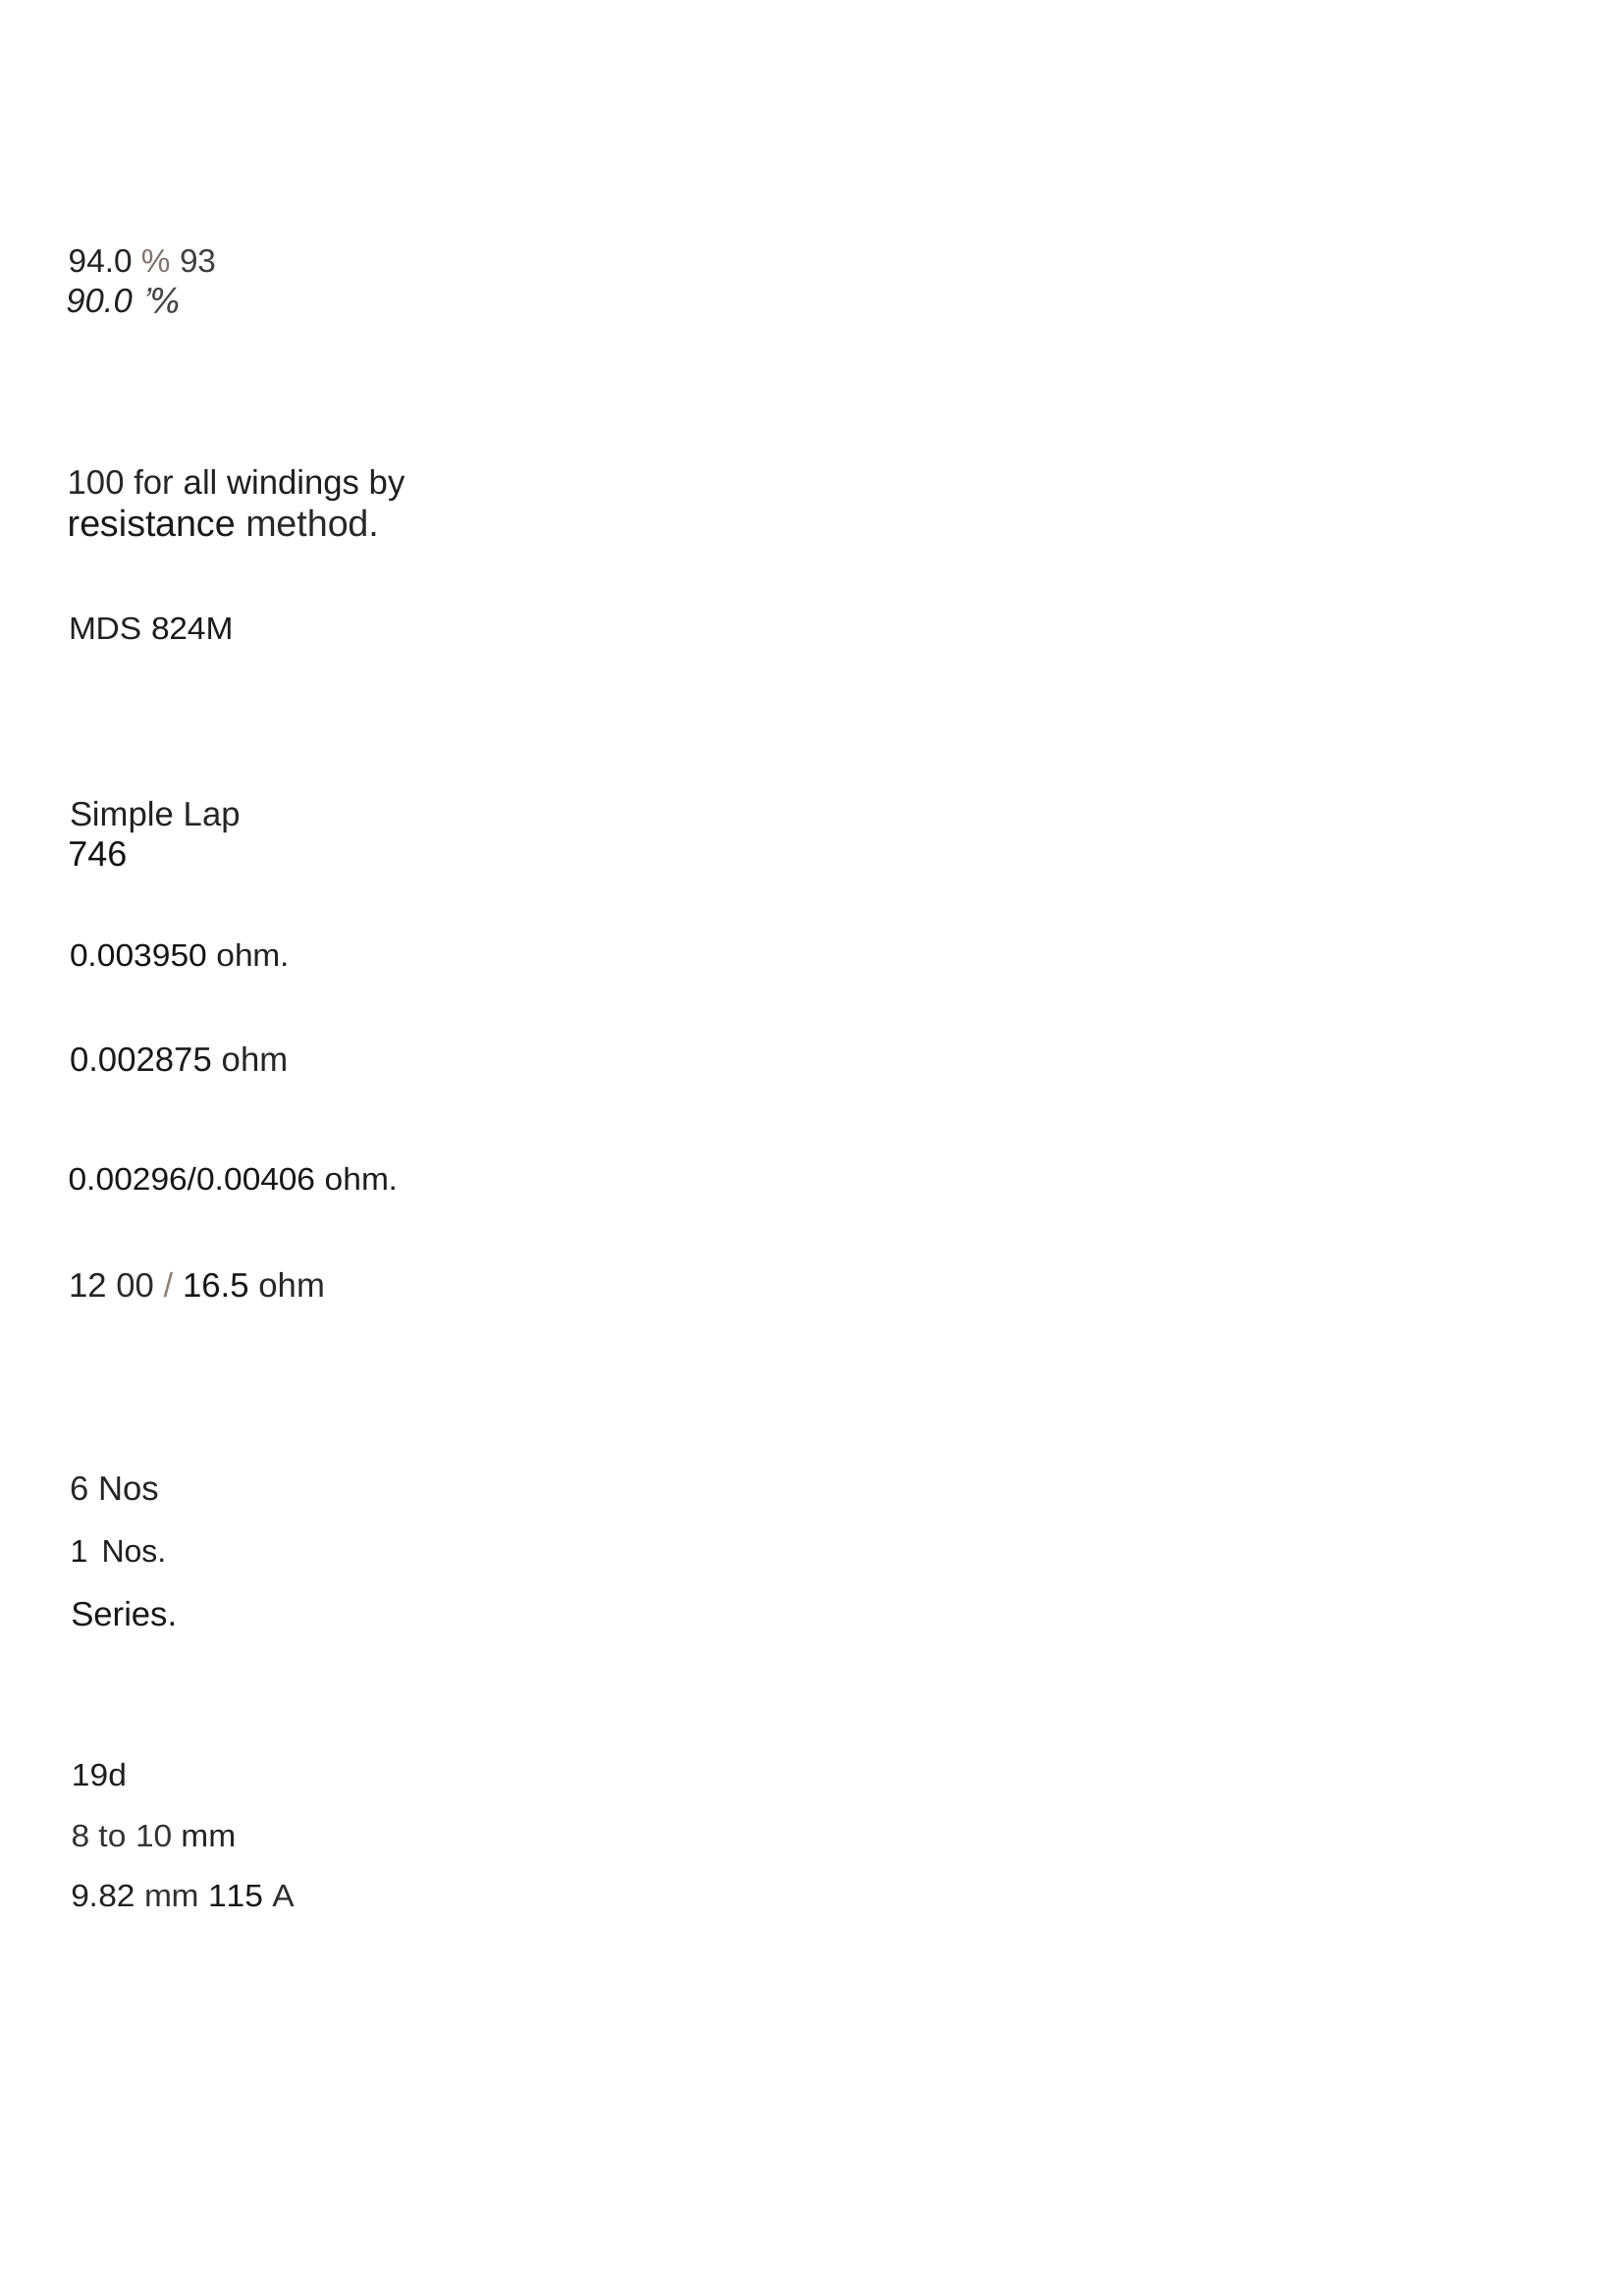 94.0 % 93
90.0 ’%
100 for all windings by
resistance method.
MDS 824M
Simple Lap
746
0.003950 ohm.
0.002875 ohm
0.00296/0.00406 ohm.
12 00 / 16.5 ohm
6 Nos
1 Nos.
Series.
19d
8 to 10 mm
9.82 mm 115 A